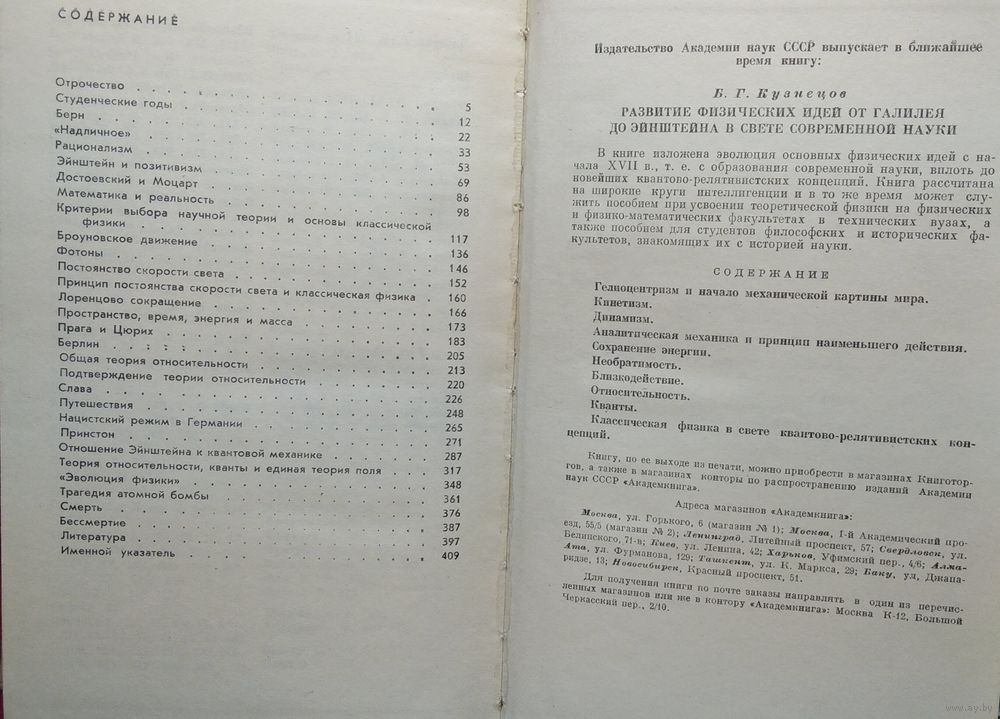 СОДЕРЖАНИЕ
Отрочество . . . . . . . . . . . . 5
Студенческие годы . . . . . . . . . . . . 12
Берн . . . . . . . . . . . . 22
«Надличное» . . . . . . . . . . . . 33
Рационализм . . . . . . . . . . . . 53
Эйнштейн и позитивизм . . . . . . . . . . . . 69
Достоевский и Моцарт . . . . . . . . . . . . 86
Математика и реальность . . . . . . . . . . . . 98
Критерии выбора научной теории и основы классической
физики . . . . . . . . . . . . 117
Броуновское движение . . . . . . . . . . . . 136
Фотоны . . . . . . . . . . . . 146
Постоянство скорости света . . . . . . . . . . . . 152
Принцип постоянства скорости света и классическая физика . 160
Лоренцово сокращение . . . . . . . . . . . . 166
Пространство, время, энергия и масса . . . . . . . . 173
Прага и Цюрих . . . . . . . . . . . . 183
Берлин . . . . . . . . . . . . 205
Общая теория относительности . . . . . . . . . . 213
Подтверждение теории относительности . . . . . . . 220
Слава . . . . . . . . . . . . 226
Путешествия . . . . . . . . . . . . 248
Нацистский режим в Германии . . . . . . . . . . 265
Принстон . . . . . . . . . . . . 271
Отношение Эйнштейна к квантовой механике . . . . . . 287
Теория относительности, кванты и единая теория поля . . . 317
«Эволюция физики» . . . . . . . . . . . . 348
Трагедия атомной бомбы . . . . . . . . . . . . 361
Смерть . . . . . . . . . . . . 376
Бессмертие . . . . . . . . . . . . 387
Литература . . . . . . . . . . . . 397
Именной указатель . . . . . . . . . . . . 409
Издательство Академии наук СССР выпускает в ближайшее
время книгу:
Б. Г. Кузнецов
РАЗВИТИЕ ФИЗИЧЕСКИХ ИДЕЙ ОТ ГАЛИЛЕЯ
ДО ЭЙНШТЕЙНА В СВЕТЕ СОВРЕМЕННОЙ НАУКИ
В книге изложена эволюция основных физических идей с на-
чала XVII в., т. е. с образования современной науки, вплоть до
новейших квантово-релятивистских концепций. Книга рассчитана
на широкие круги интеллигенции и в то же время может слу-
жить пособием при усвоении теоретической физики на физических
и физико-математических факультетах в технических вузах, а
также пособием для студентов философских и исторических фа-
культетов, знакомящих их с историей науки.
СОДЕРЖАНИЕ
Гелиоцентризм и начало механической картины мира.
Кинетизм.
Динамизм.
Аналитическая механика и принцип наименьшего действия.
Сохранение энергии.
Необратимость.
Близкодействие.
Относительность.
Кванты.
Классическая физика в свете квантово-релятивистских кон-
цепций.
Книгу, по ее выходе из печати, можно приобрести в магазинах Книготор-
гов, а также в магазинах конторы по распространению изданий Академии
наук СССР «Академкнига».
Адреса магазинов «Академкнига»:
Москва, ул. Горького, 6 (магазин № 1); Москва, 1-й Академический про-
езд, 55/5 (магазин № 2); Ленинград, Литейный проспект, 57; Свердловск, ул.
Белинского, 71-в; Киев, ул. Ленина, 42; Харьков, Уфимский пер., 4/6; Алма-
Ата, ул. Фурманова, 129; Ташкент, ул. К. Маркса, 29; Баку, ул. Джапа-
ридзе, 13; Новосибирск, Красный проспект, 51.
Для получения книги по почте заказы направлять в один из перечис-
ленных магазинов или же в контору «Академкнига»: Москва К-12, Большой
Черкасский пер., 2/10.
www.ay.by